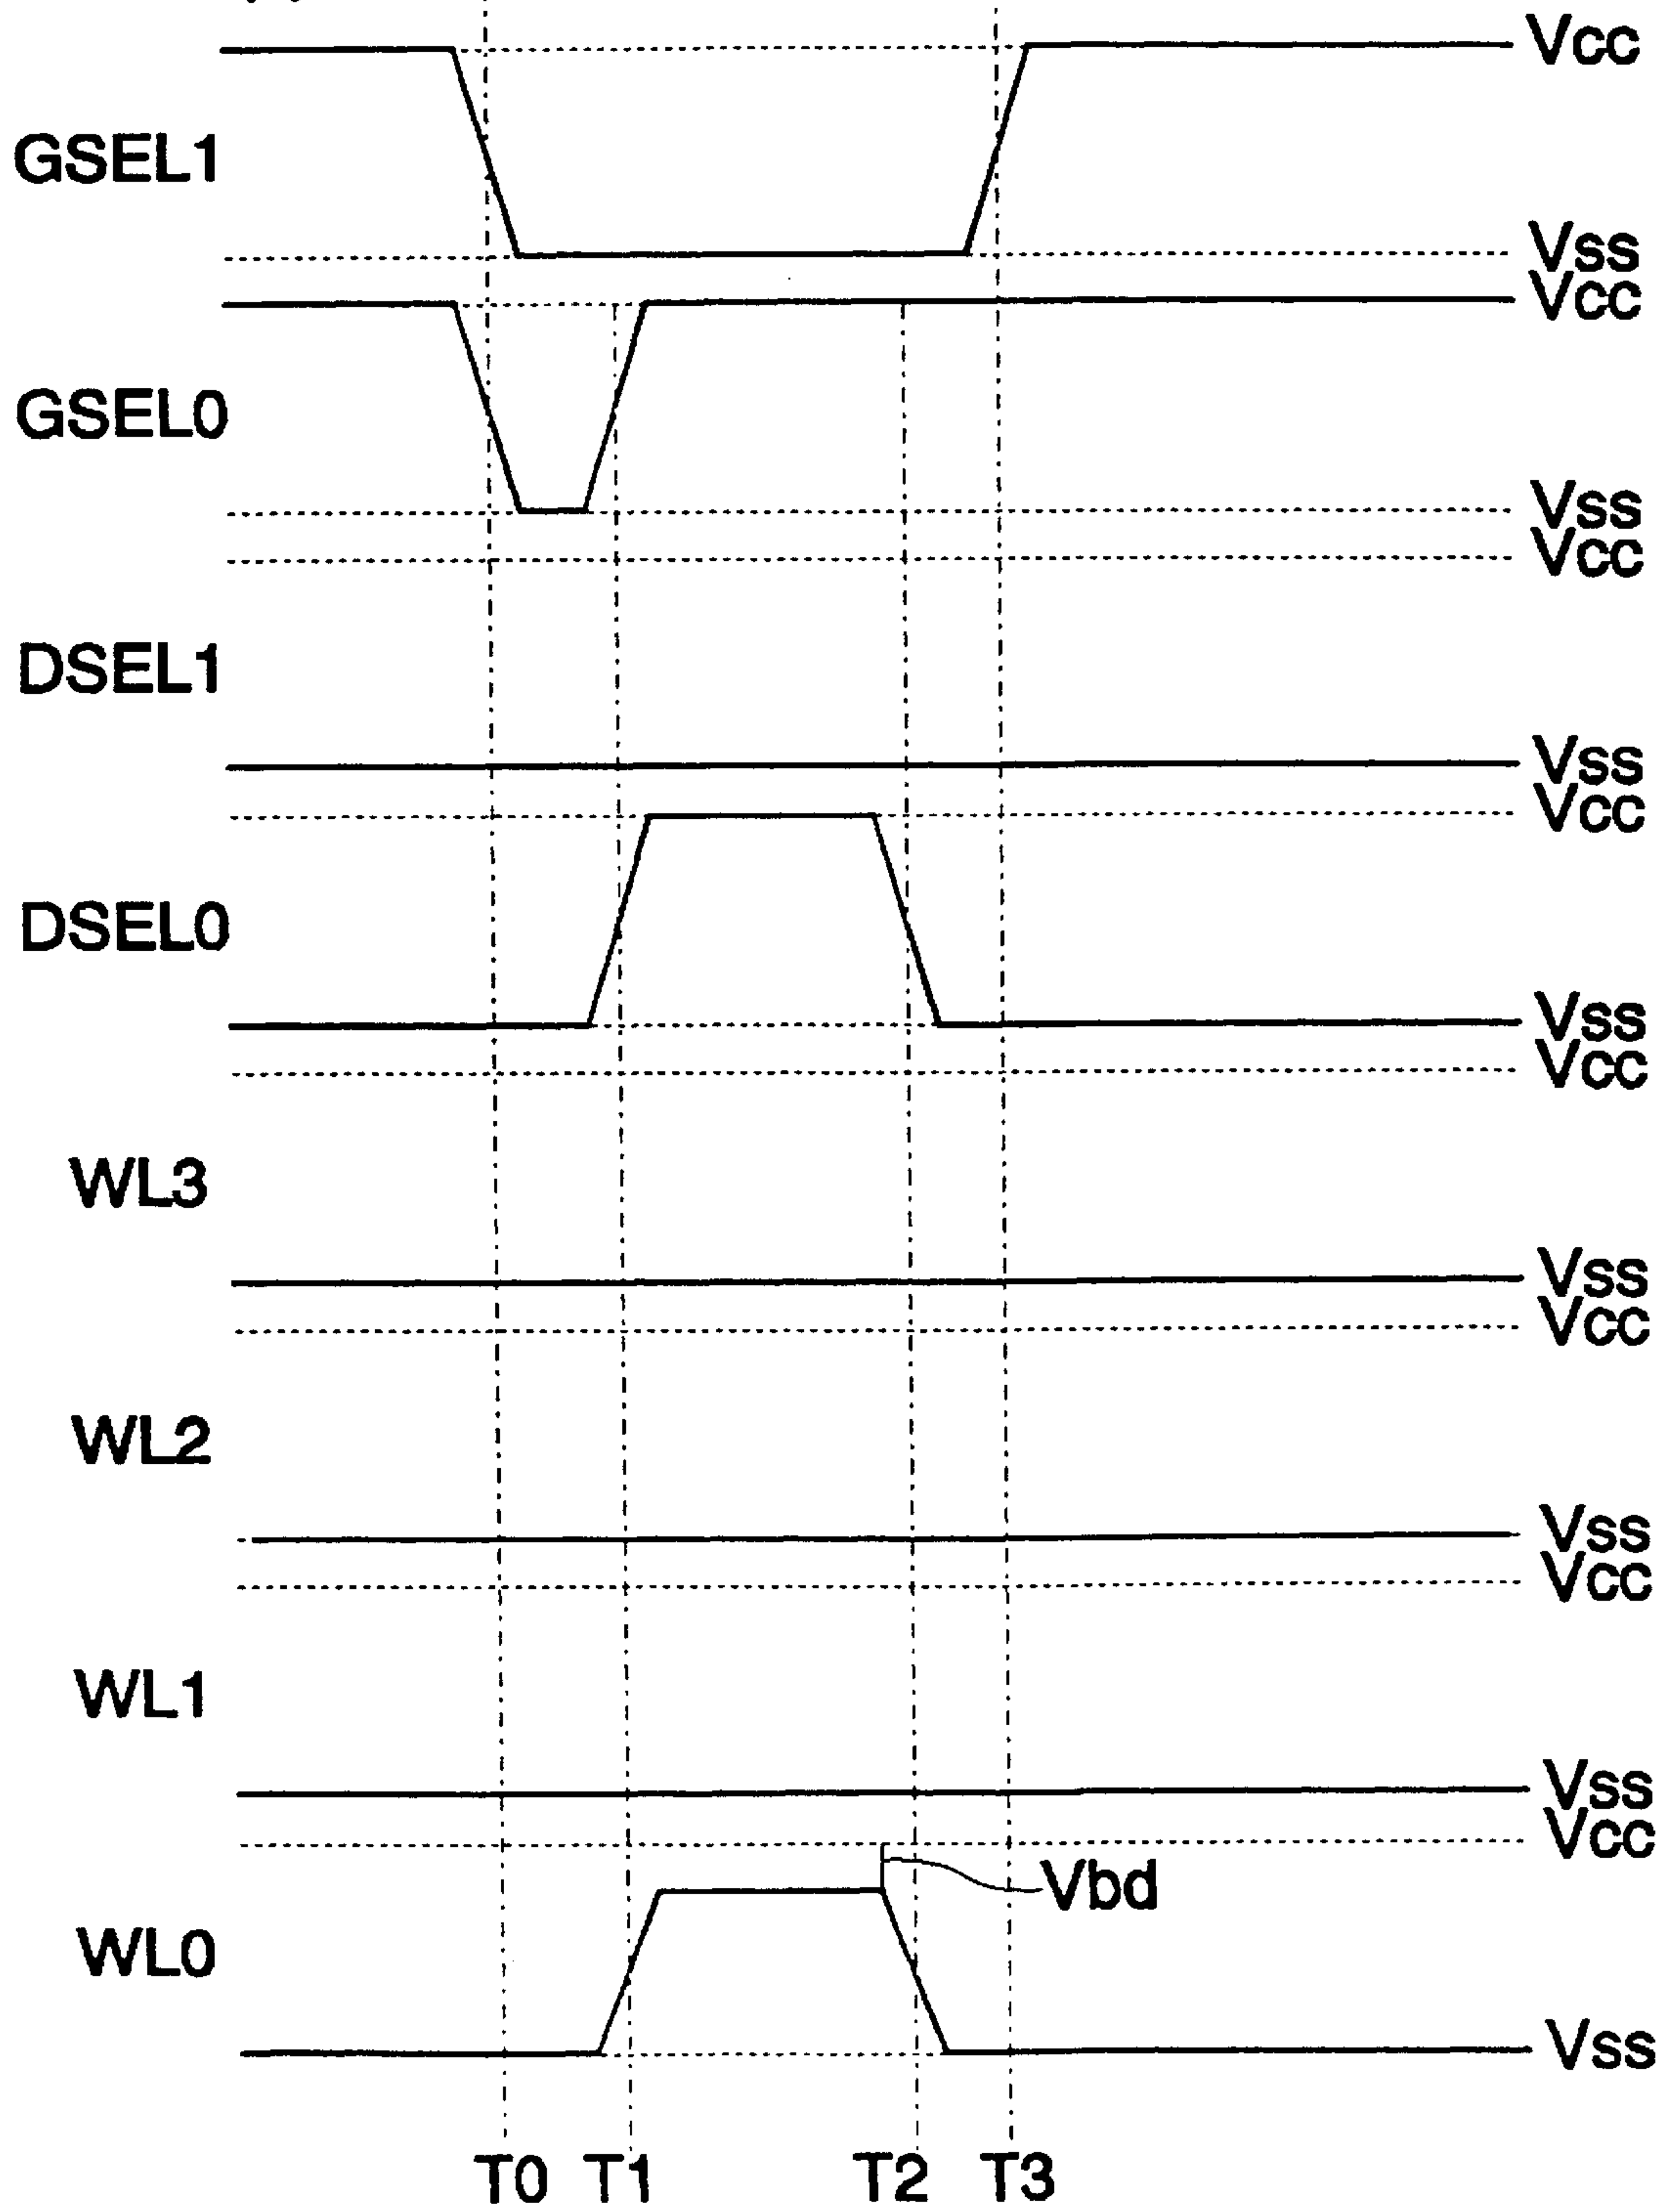 Vcc
GSEL1
Vss
Vcc
GSEL0
Vss
Vcc
DSEL1
Vss
Vcc
DSEL0
Vss
Vcc
WL3
Vss
Vcc
WL2
Vss
Vcc
WL1
Vss
Vcc
Vbd
WL0
Vss
T0 T1 T2 T3